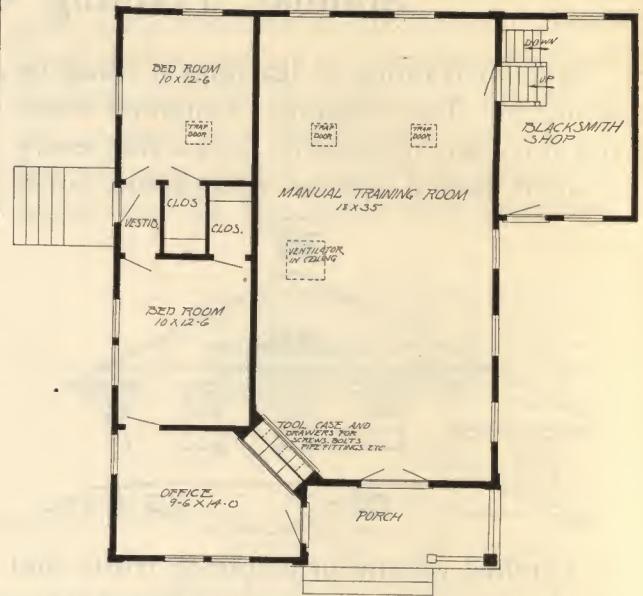 DOWN
UP
BED ROOM
10 X 12-6
TRAP
DOOR
TRAP
DOOR
TRAP
DOOR
BLACKSMITH
SHOP
MANUAL TRAINING ROOM
18 X 35
CLOS
CLOS.
VESTIB.
VENTILATOR
IN CEILING
BED ROOM
10 X 12-6
TOOL CASE AND
DRAWERS FOR
SCREWS. BOLTS
PIPE FITTINGS. ETC
OFFICE
9-6 X 14-0
PORCH